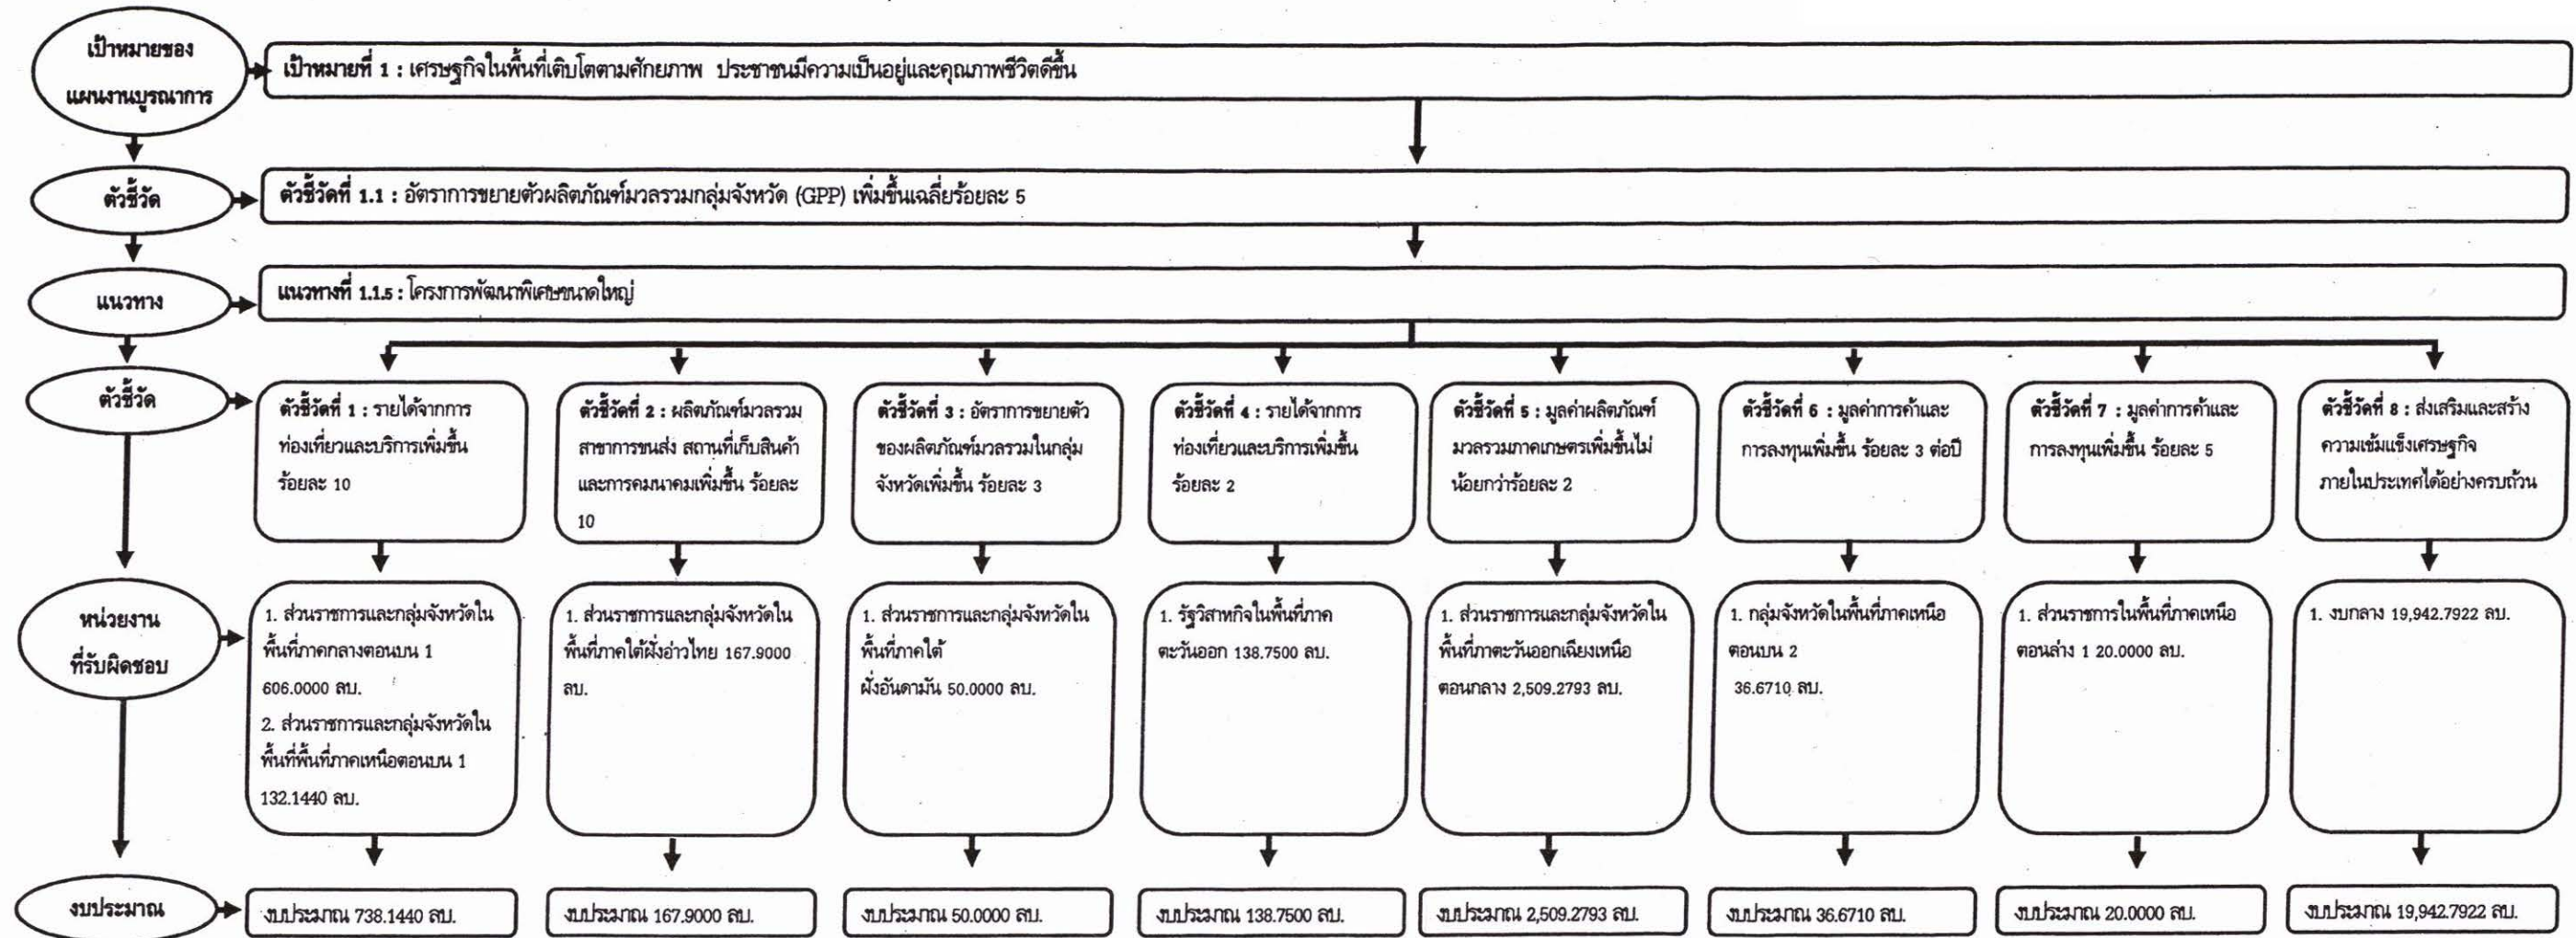 เป้าหมายของ
แผนงานบูรณาการ
เป้าหมายที่ 1 : เศรษฐกิจในพื้นที่เติบโตตามศักยภาพ ประชาชนมีความเป็นอยู่และคุณภาพชีวิตดีขึ้น
ตัวชี้วัด
ตัวชี้วัดที่ 1.1 : อัตราการขยายตัวผลิตภัณฑ์มวลรวมกลุ่มจังหวัด (GPP) เพิ่มขึ้นเฉลี่ยร้อยละ 5
แนวทาง
แนวทางที่ 1.1.5 : โครงการพัฒนาพิเศษขนาดใหญ่
ตัวชี้วัด
ตัวชี้วัดที่ 1 : รายได้จากการ
ท่องเที่ยวและบริการเพิ่มขึ้น
ร้อยละ 10
ตัวชี้วัดที่ 2 : ผลิตภัณฑ์มวลรวม
สาขาการขนส่ง สถานที่เก็บสินค้า
และการคมนาคมเพิ่มขึ้น ร้อยละ
10
ตัวชี้วัดที่ 3 : อัตราการขยายตัว
ของผลิตภัณฑ์มวลรวมในกลุ่ม
จังหวัดเพิ่มขึ้น ร้อยละ 3
ตัวชี้วัดที่ 4 : รายได้จากการ
ท่องเที่ยวและบริการเพิ่มขึ้น
ร้อยละ 2
ตัวชี้วัดที่ 5 : มูลค่าผลิตภัณฑ์
มวลรวมภาคเกษตรเพิ่มขึ้นไม่
น้อยกว่าร้อยละ 2
ตัวชี้วัดที่ 6 : มูลค่าการค้าและ
การลงทุนเพิ่มขึ้น ร้อยละ 3 ต่อปี
ตัวชี้วัดที่ 7 : มูลค่าการค้าและ
การลงทุนเพิ่มขึ้น ร้อยละ 5
ตัวชี้วัดที่ 8 : ส่งเสริมและสร้าง
ความเข้มแข็งเศรษฐกิจ
ภายในประเทศได้อย่างครบถ้วน
หน่วยงาน
ที่รับผิดชอบ
1. ส่วนราชการและกลุ่มจังหวัดใน
พื้นที่ภาคกลางตอนบน 1
606.0000 ลบ.
2. ส่วนราชการและกลุ่มจังหวัดใน
พื้นที่พื้นที่ภาคเหนือตอนบน 1
132.1440 ลบ.
1. ส่วนราชการและกลุ่มจังหวัดใน
พื้นที่ภาคใต้ฝั่งอ่าวไทย 167.9000
ลบ.
1. ส่วนราชการและกลุ่มจังหวัดใน
พื้นที่ภาคใต้
ฝั่งอันดามัน 50.0000 ลบ.
1. รัฐวิสาหกิจในพื้นที่ภาค
ตะวันออก 138.7500 ลบ.
1. ส่วนราชการและกลุ่มจังหวัดใน
พื้นที่ภาตะวันออกเฉียงเหนือ
ตอนกลาง 2,509.2793 ลบ.
1. กลุ่มจังหวัดในพื้นที่ภาคเหนือ
ตอนบน 2
36.6710 ลบ.
1. ส่วนราชการในพื้นที่ภาคเหนือ
ตอนล่าง 1 20.0000 ลบ.
1. งบกลาง 19,942.7922 ลบ.
งบประมาณ
งบประมาณ 738.1440 ลบ.
งบประมาณ 167.9000 ลบ.
งบประมาณ 50.0000 ลบ.
งบประมาณ 138.7500 ลบ.
งบประมาณ 2,509.2793 ลบ.
งบประมาณ 36.6710 ลบ.
งบประมาณ 20.0000 ลบ.
งบประมาณ 19,942.7922 ลบ.